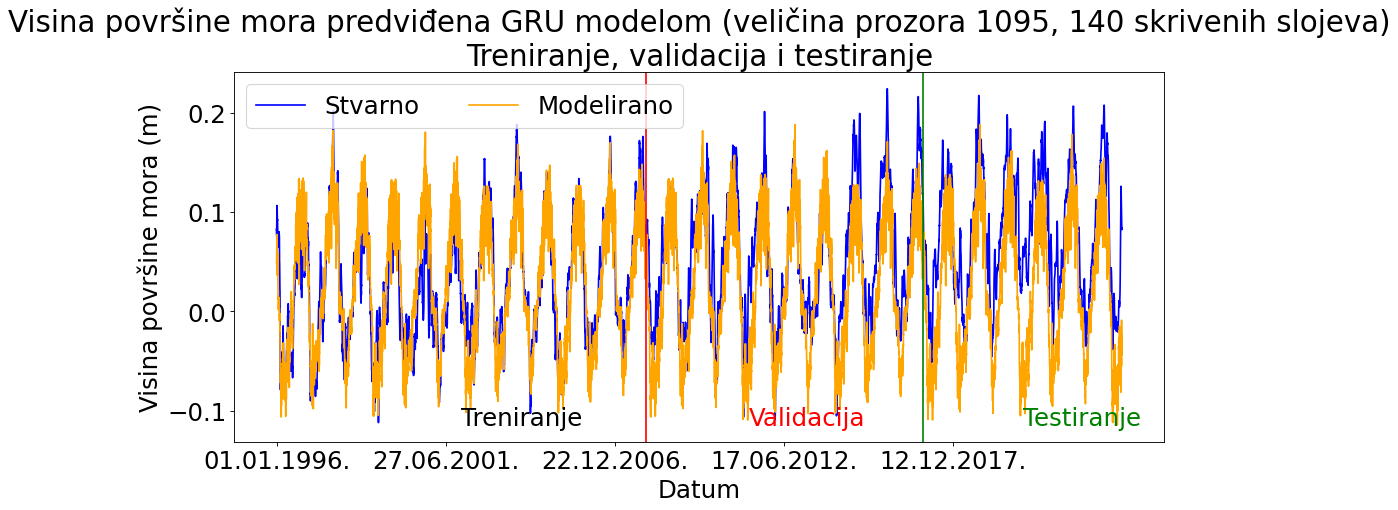 Visina površine mora predviđena GRU modelom (veličina prozora 1095, 140 skrivenih slojeva)
Treniranje, validacija i testiranje
Stvarno Modelirano
Visina površine mora (m)
0.2
0.1
0.0
−0.1
Treniranje Validacija Testiranje
01.01.1996. 27.06.2001. 22.12.2006. 17.06.2012. 12.12.2017.
Datum